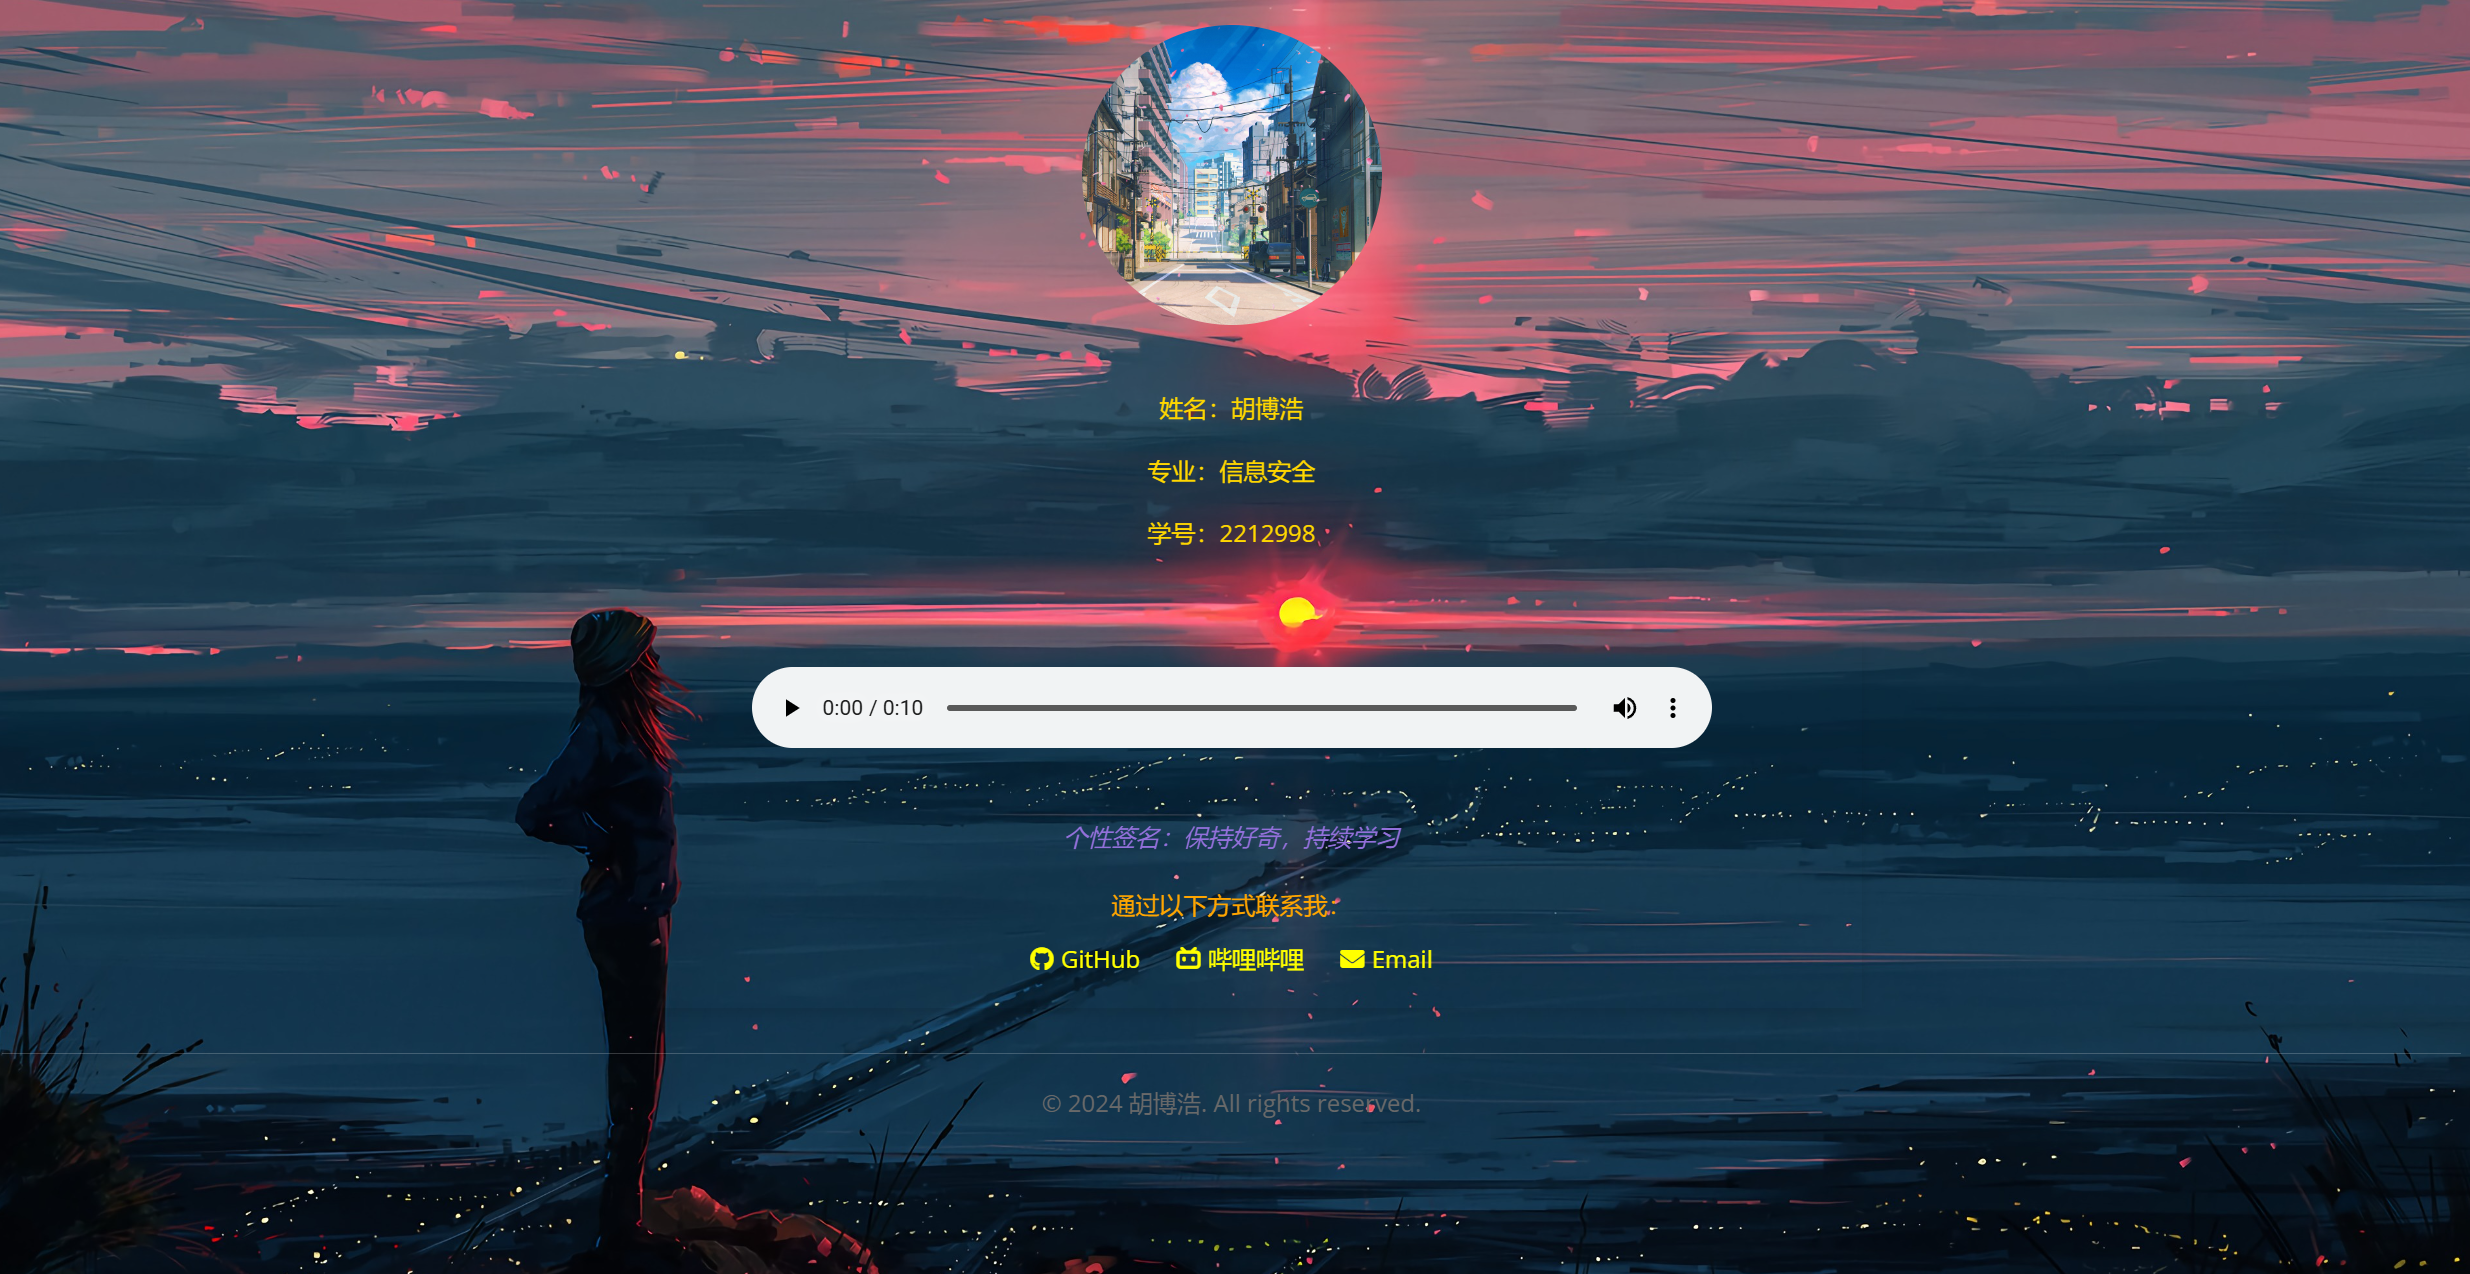 姓名：胡博浩
专业：信息安全
学号：2212998
0:00 / 0:10
个性签名：保持好奇，持续学习
通过以下方式联系我：
GitHub 哔哩哔哩 Email
© 2024 胡博浩. All rights reserved.